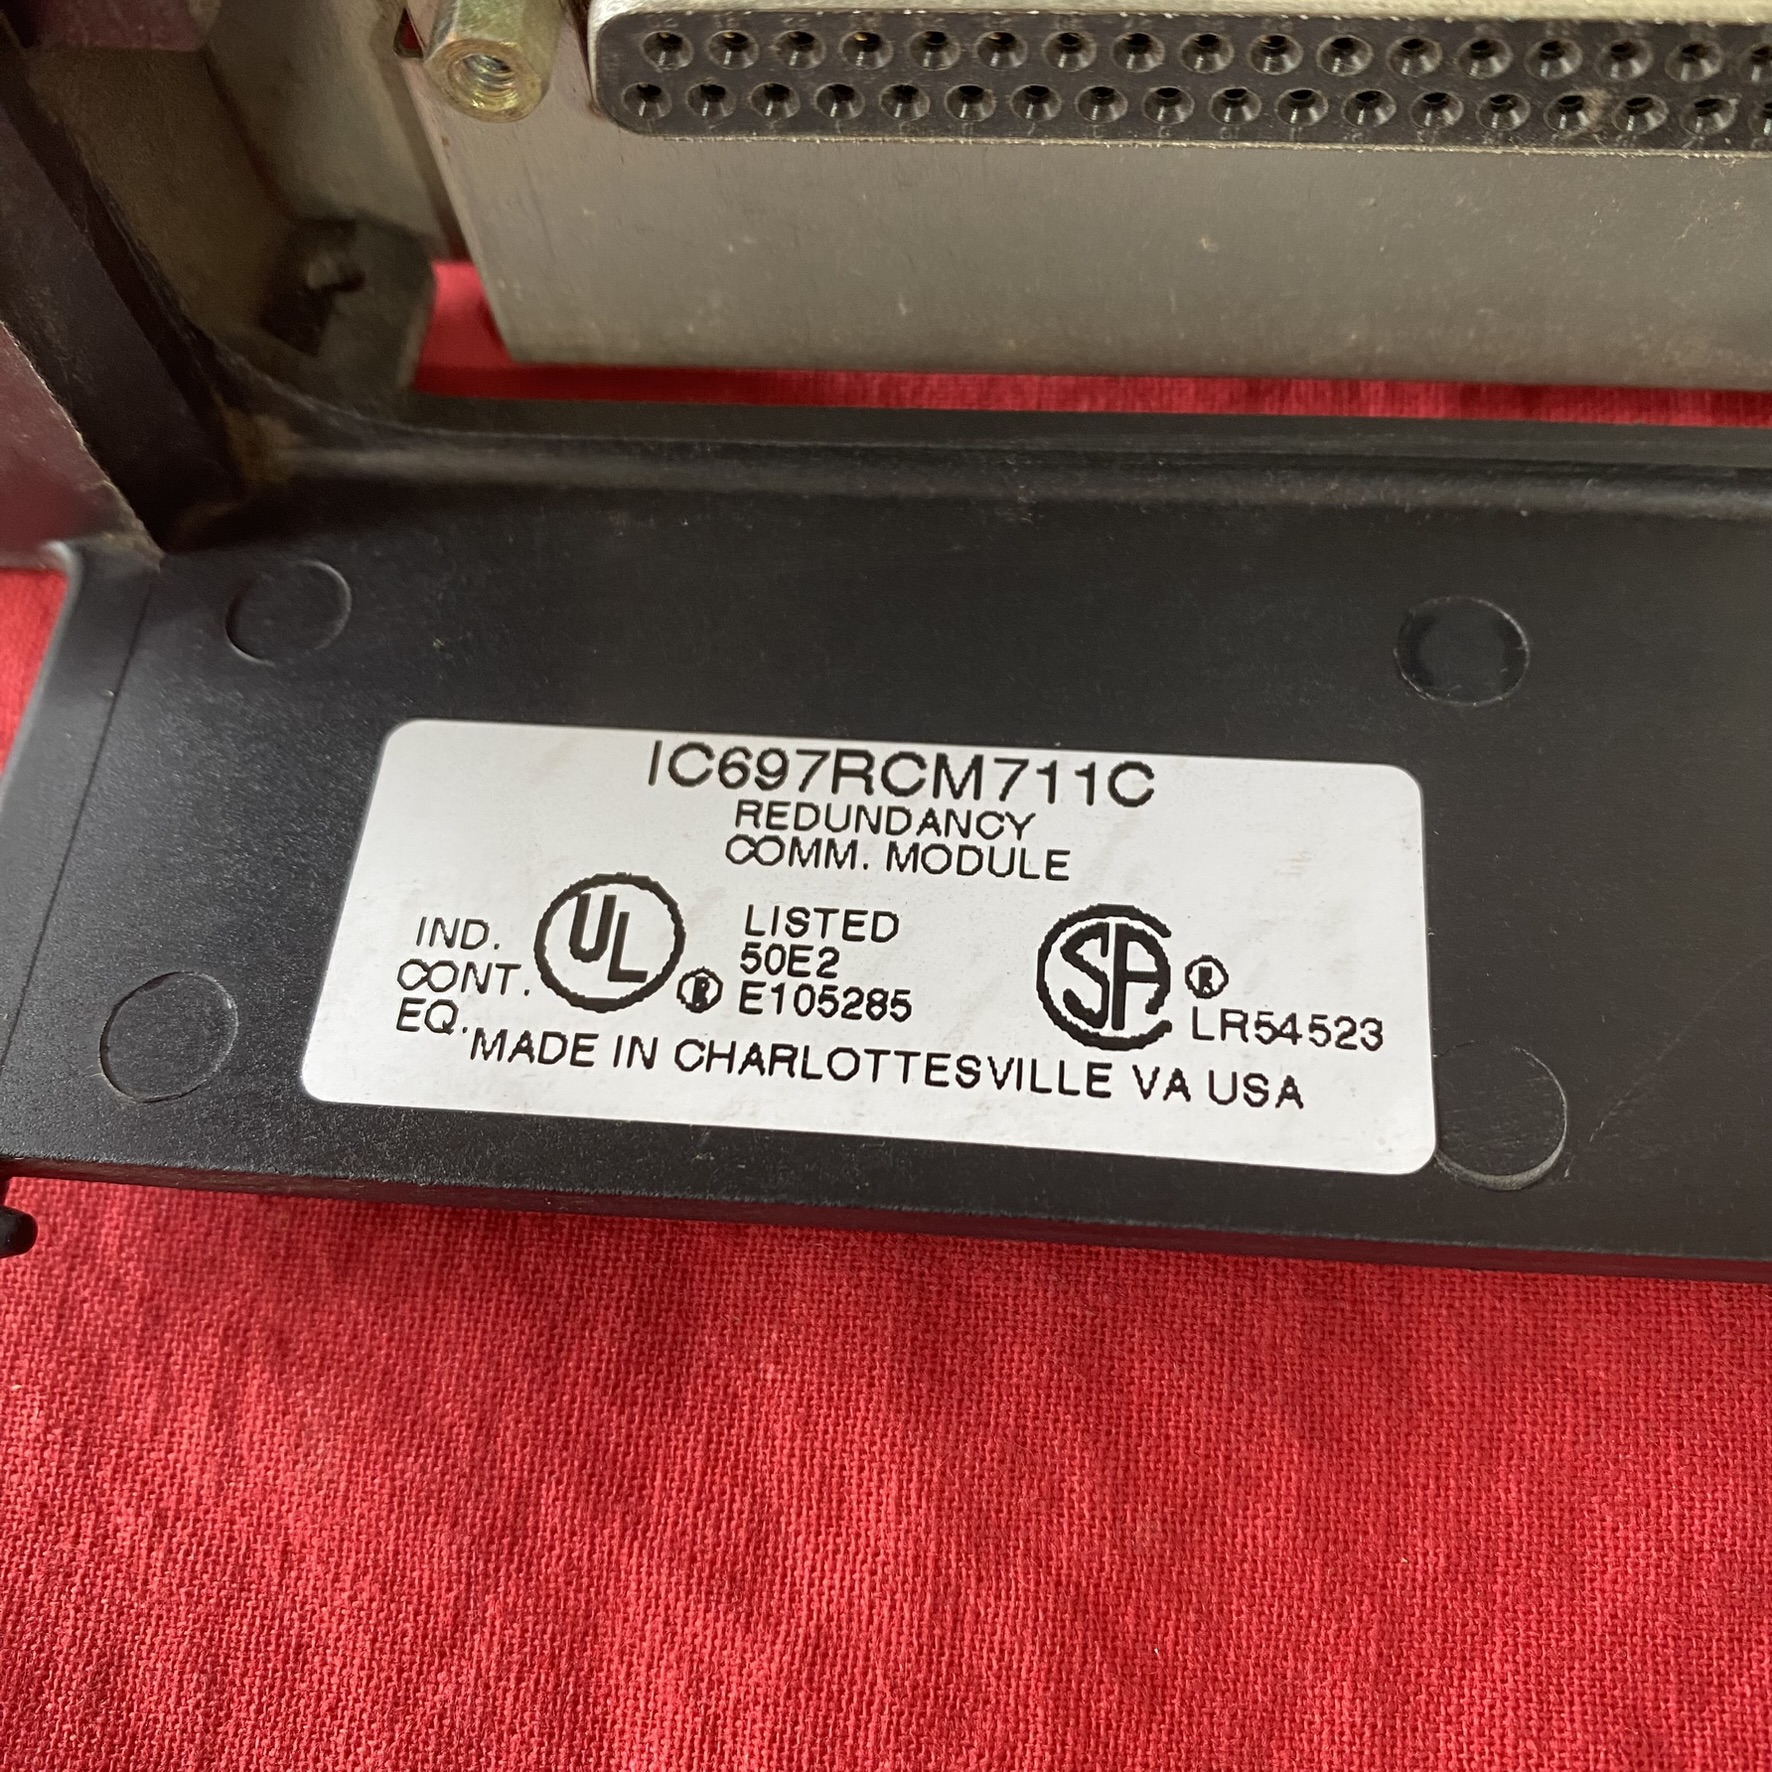 IC697RCM711C
REDUNDANCY
COMM. MODULE
IND.
CONT.
EQ.
UL ®
LISTED
50E2
E105285
SA ®
LR54523
MADE IN CHARLOTTESVILLE VA USA